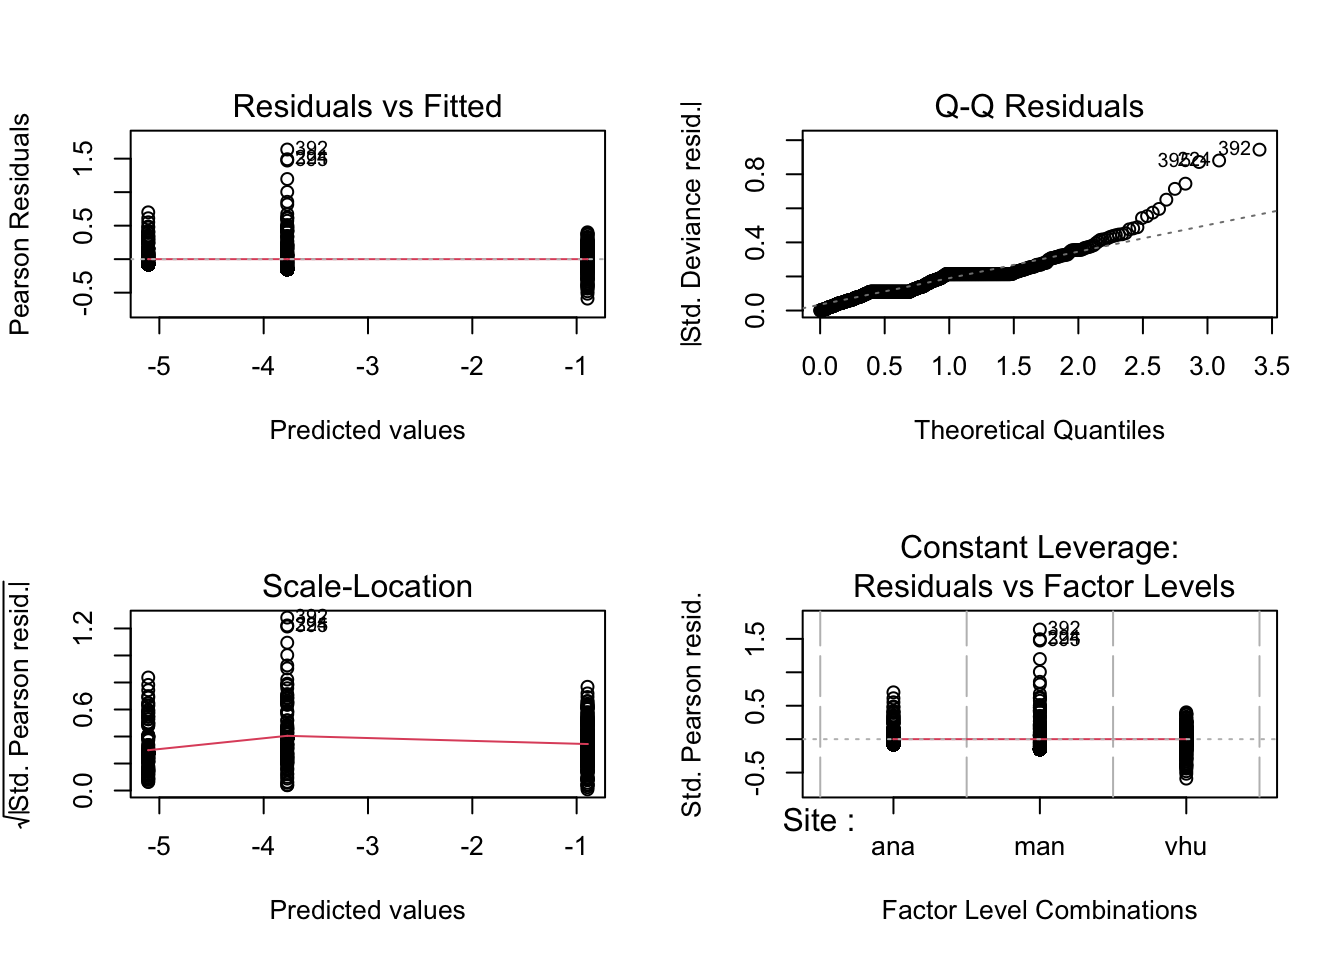 Residuals vs Fitted
Pearson Residuals
1.5
0.5
-0.5
392
-5
-4
-3
-2
-1
Predicted values
Q-Q Residuals
|Std. Deviance resid.|
0.8
0.4
0.0
395
224
392
0.0 0.5 1.0 1.5 2.0 2.5 3.0 3.5
Theoretical Quantiles
Scale-Location
√|Std. Pearson resid.|
1.2
0.6
0.0
392
-5
-4
-3
-2
-1
Predicted values
Constant Leverage:
Residuals vs Factor Levels
Std. Pearson resid.
1.5
0.5
-0.5
392
Site :
ana
man
vhu
Factor Level Combinations